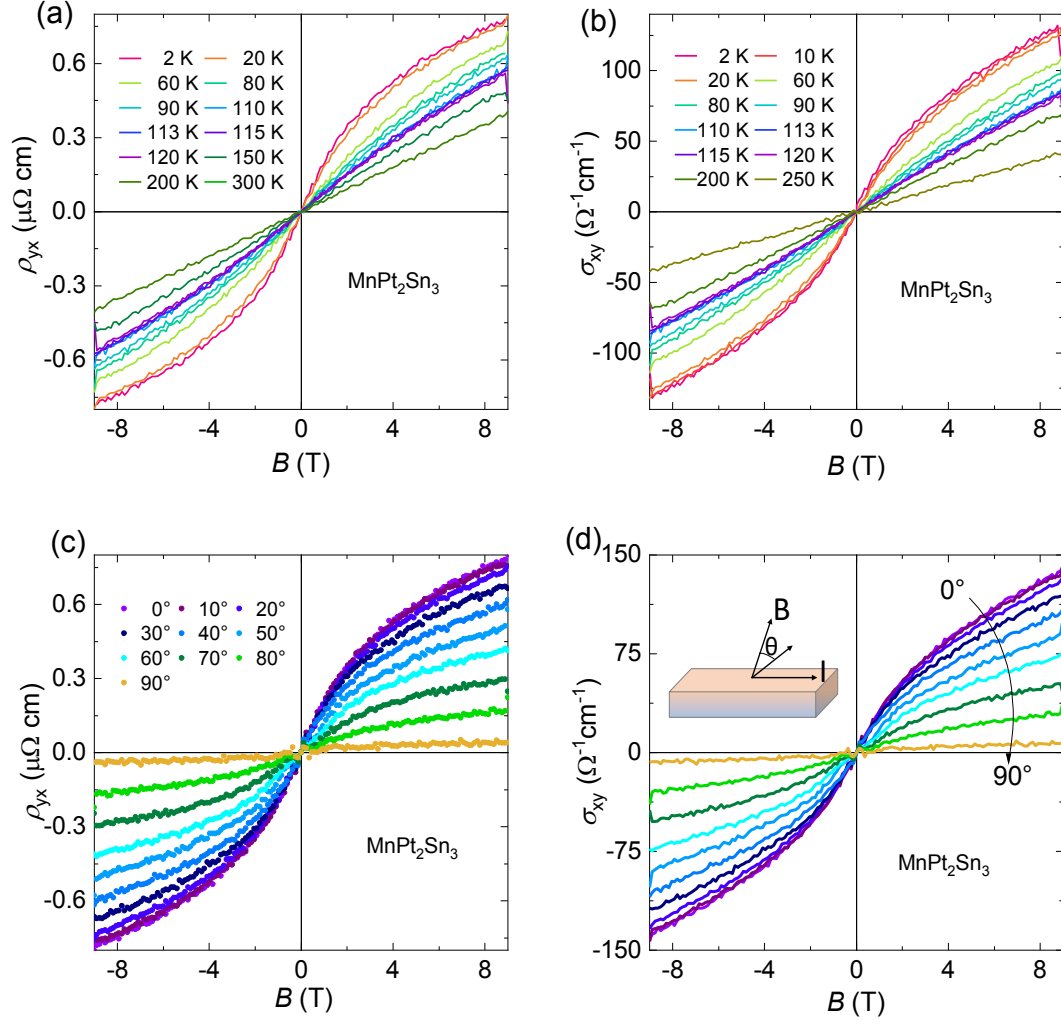 (a)
2 K 20 K
60 K 80 K
90 K 110 K
113 K 115 K
120 K 150 K
200 K 300 K
0.6
0.3
0.0
-0.3
-0.6
ρyx (μΩ cm)
MnPt2Sn3
-8 -4 0 4 8
B (T)
(b)
2 K 10 K
20 K 60 K
80 K 90 K
110 K 113 K
115 K 120 K
200 K 250 K
100
50
0
-50
-100
σxy (Ω-1cm-1)
MnPt2Sn3
-8 -4 0 4 8
B (T)
(c)
0° 10° 20°
30° 40° 50°
60° 70° 80°
90°
0.6
0.3
0.0
-0.3
-0.6
ρyx (μΩ cm)
MnPt2Sn3
-8 -4 0 4 8
B (T)
(d)
150
75
0
-75
-150
σxy (Ω-1cm-1)
B
θ
I
0°
90°
MnPt2Sn3
-8 -4 0 4 8
B (T)